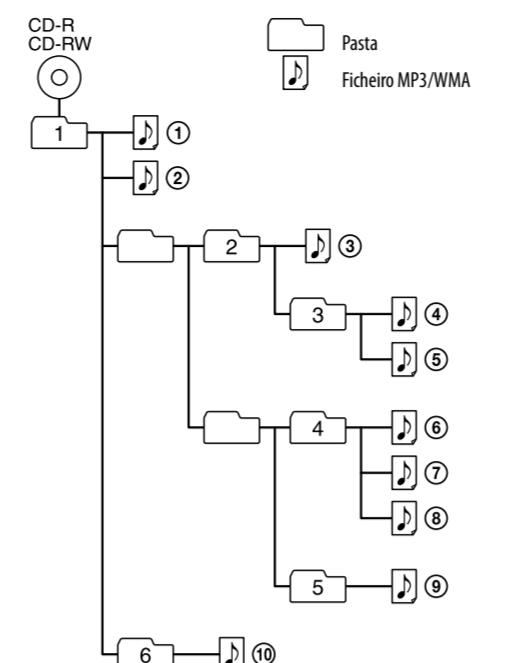 CD-R
CD-RW
Pasta
Ficheiro MP3/WMA
1 ①
②
2 ③
3 ④
⑤
4 ⑥
⑦
⑧
5 ⑨
6 ⑩